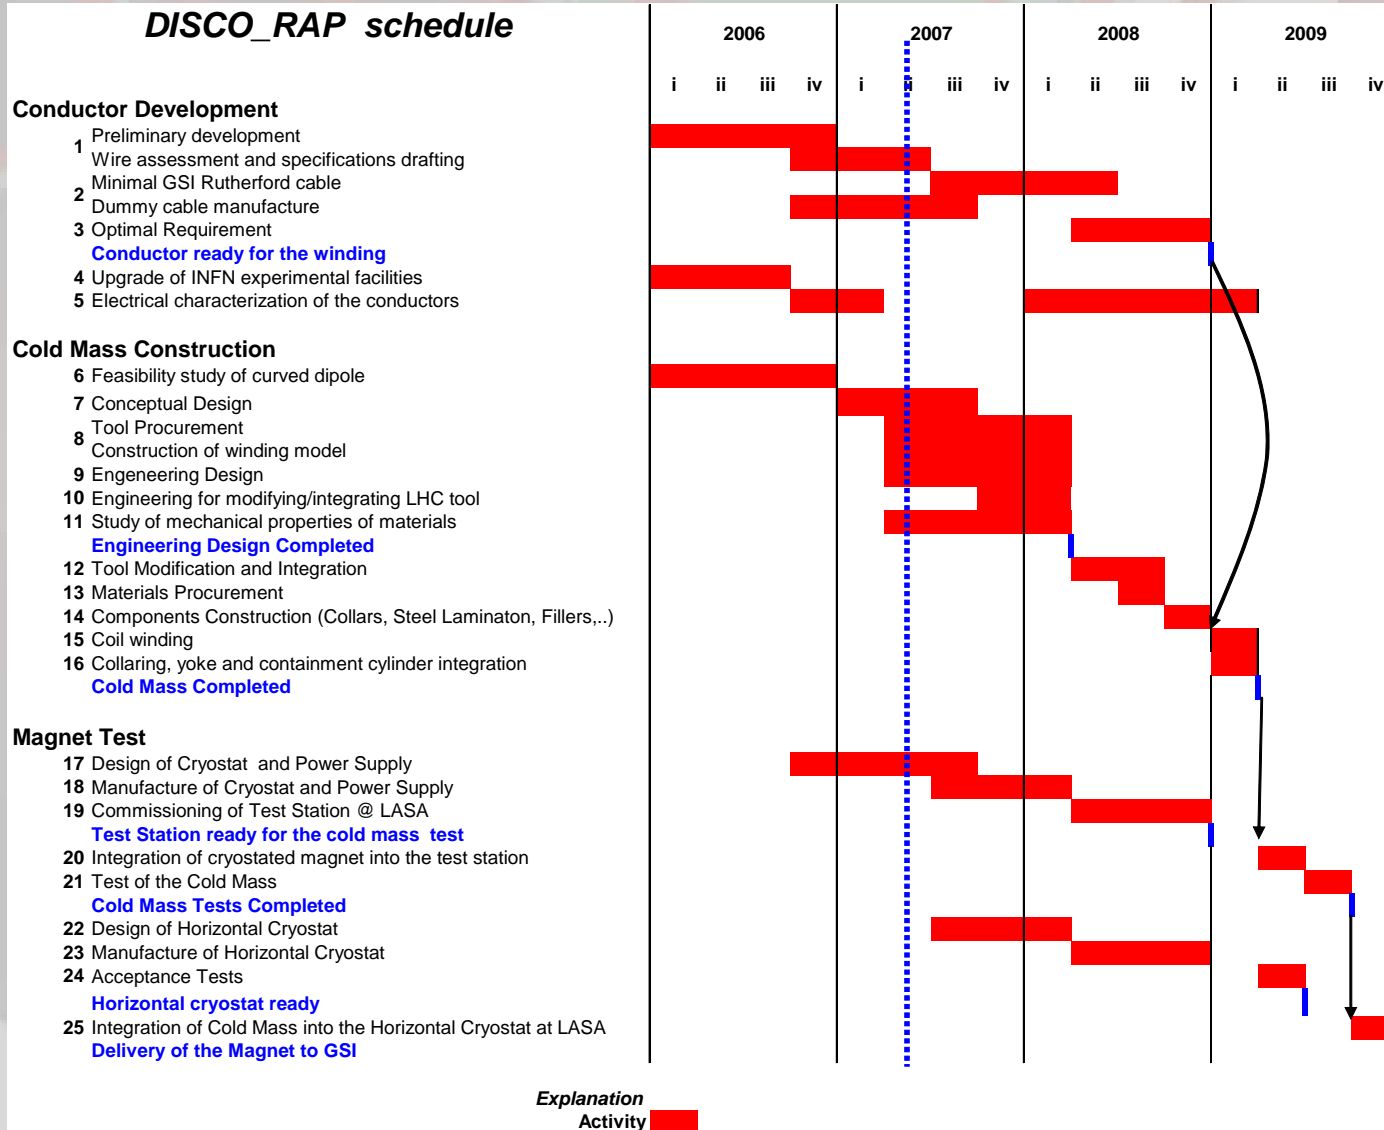 DISCO_RAP schedule
2006 2007 2008 2009
i ii iii iv i ii iii iv i ii iii iv i ii iii iv
Conductor Development
1 Preliminary development
Wire assessment and specifications drafting
2 Minimal GSI Rutherford cable
Dummy cable manufacture
3 Optimal Requirement
Conductor ready for the winding
4 Upgrade of INFN experimental facilities
5 Electrical characterization of the conductors
Cold Mass Construction
6 Feasibility study of curved dipole
7 Conceptual Design
8 Tool Procurement
Construction of winding model
9 Engeneering Design
10 Engineering for modifying/integrating LHC tool
11 Study of mechanical properties of materials
Engineering Design Completed
12 Tool Modification and Integration
13 Materials Procurement
14 Components Construction (Collars, Steel Laminaton, Fillers,..)
15 Coil winding
16 Collaring, yoke and containment cylinder integration
Cold Mass Completed
Magnet Test
17 Design of Cryostat and Power Supply
18 Manufacture of Cryostat and Power Supply
19 Commissioning of Test Station @ LASA
Test Station ready for the cold mass test
20 Integration of cryostated magnet into the test station
21 Test of the Cold Mass
Cold Mass Tests Completed
22 Design of Horizontal Cryostat
23 Manufacture of Horizontal Cryostat
24 Acceptance Tests
Horizontal cryostat ready
25 Integration of Cold Mass into the Horizontal Cryostat at LASA
Delivery of the Magnet to GSI
Explanation
Activity